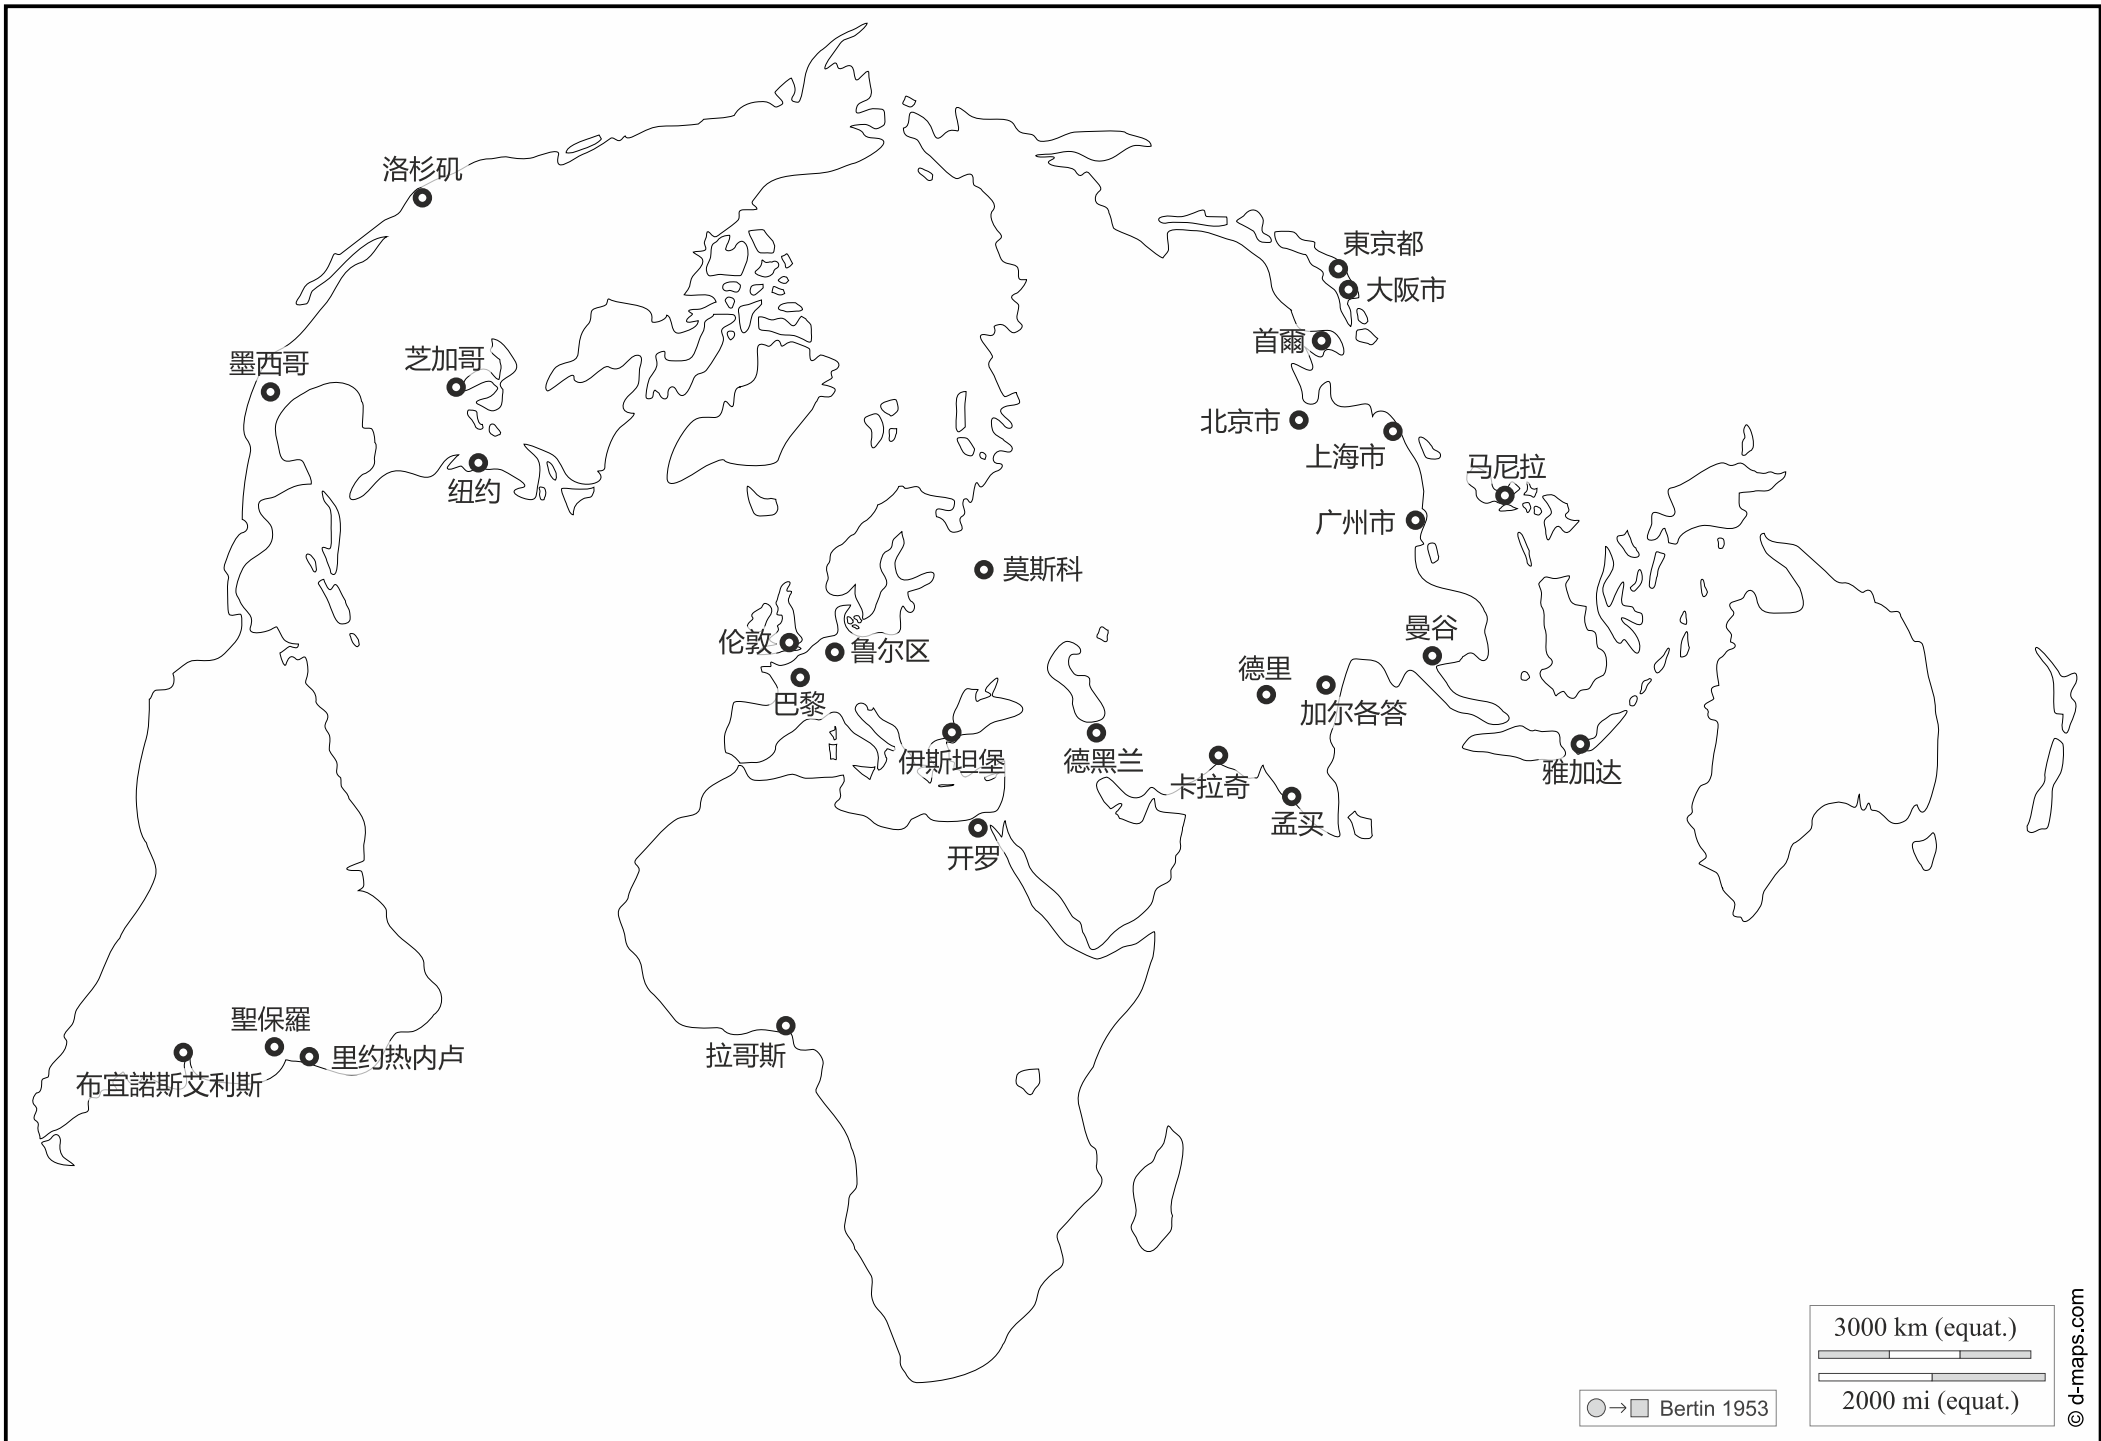 洛杉矶
東京都
大阪市
首爾
墨西哥
芝加哥
北京市
上海市
马尼拉
纽约
广州市
莫斯科
曼谷
伦敦
鲁尔区
德里
巴黎
加尔各答
伊斯坦堡
德黑兰
雅加达
卡拉奇
孟买
开罗
聖保羅
里约热内卢
拉哥斯
布宜諾斯艾利斯
3000 km (equat.)
2000 mi (equat.)
Bertin 1953
© d-maps.com